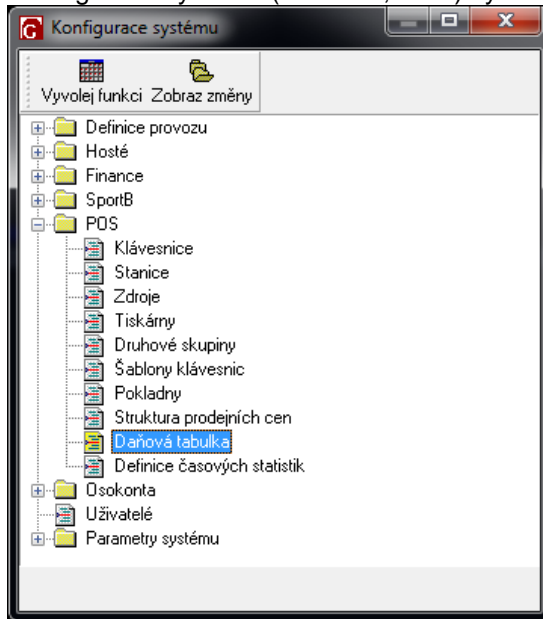 Konfigurace systému
Vyvolej funkci Zobraz změny
Definice provozu
Hosté
Finance
SportB
POS
Klávesnice
Stanice
Zdroje
Tiskárny
Druhové skupiny
Šablony klávesnic
Pokladny
Struktura prodejních cen
Daňová tabulka
Definice časových statistik
Osokonta
Uživatelé
Parametry systému